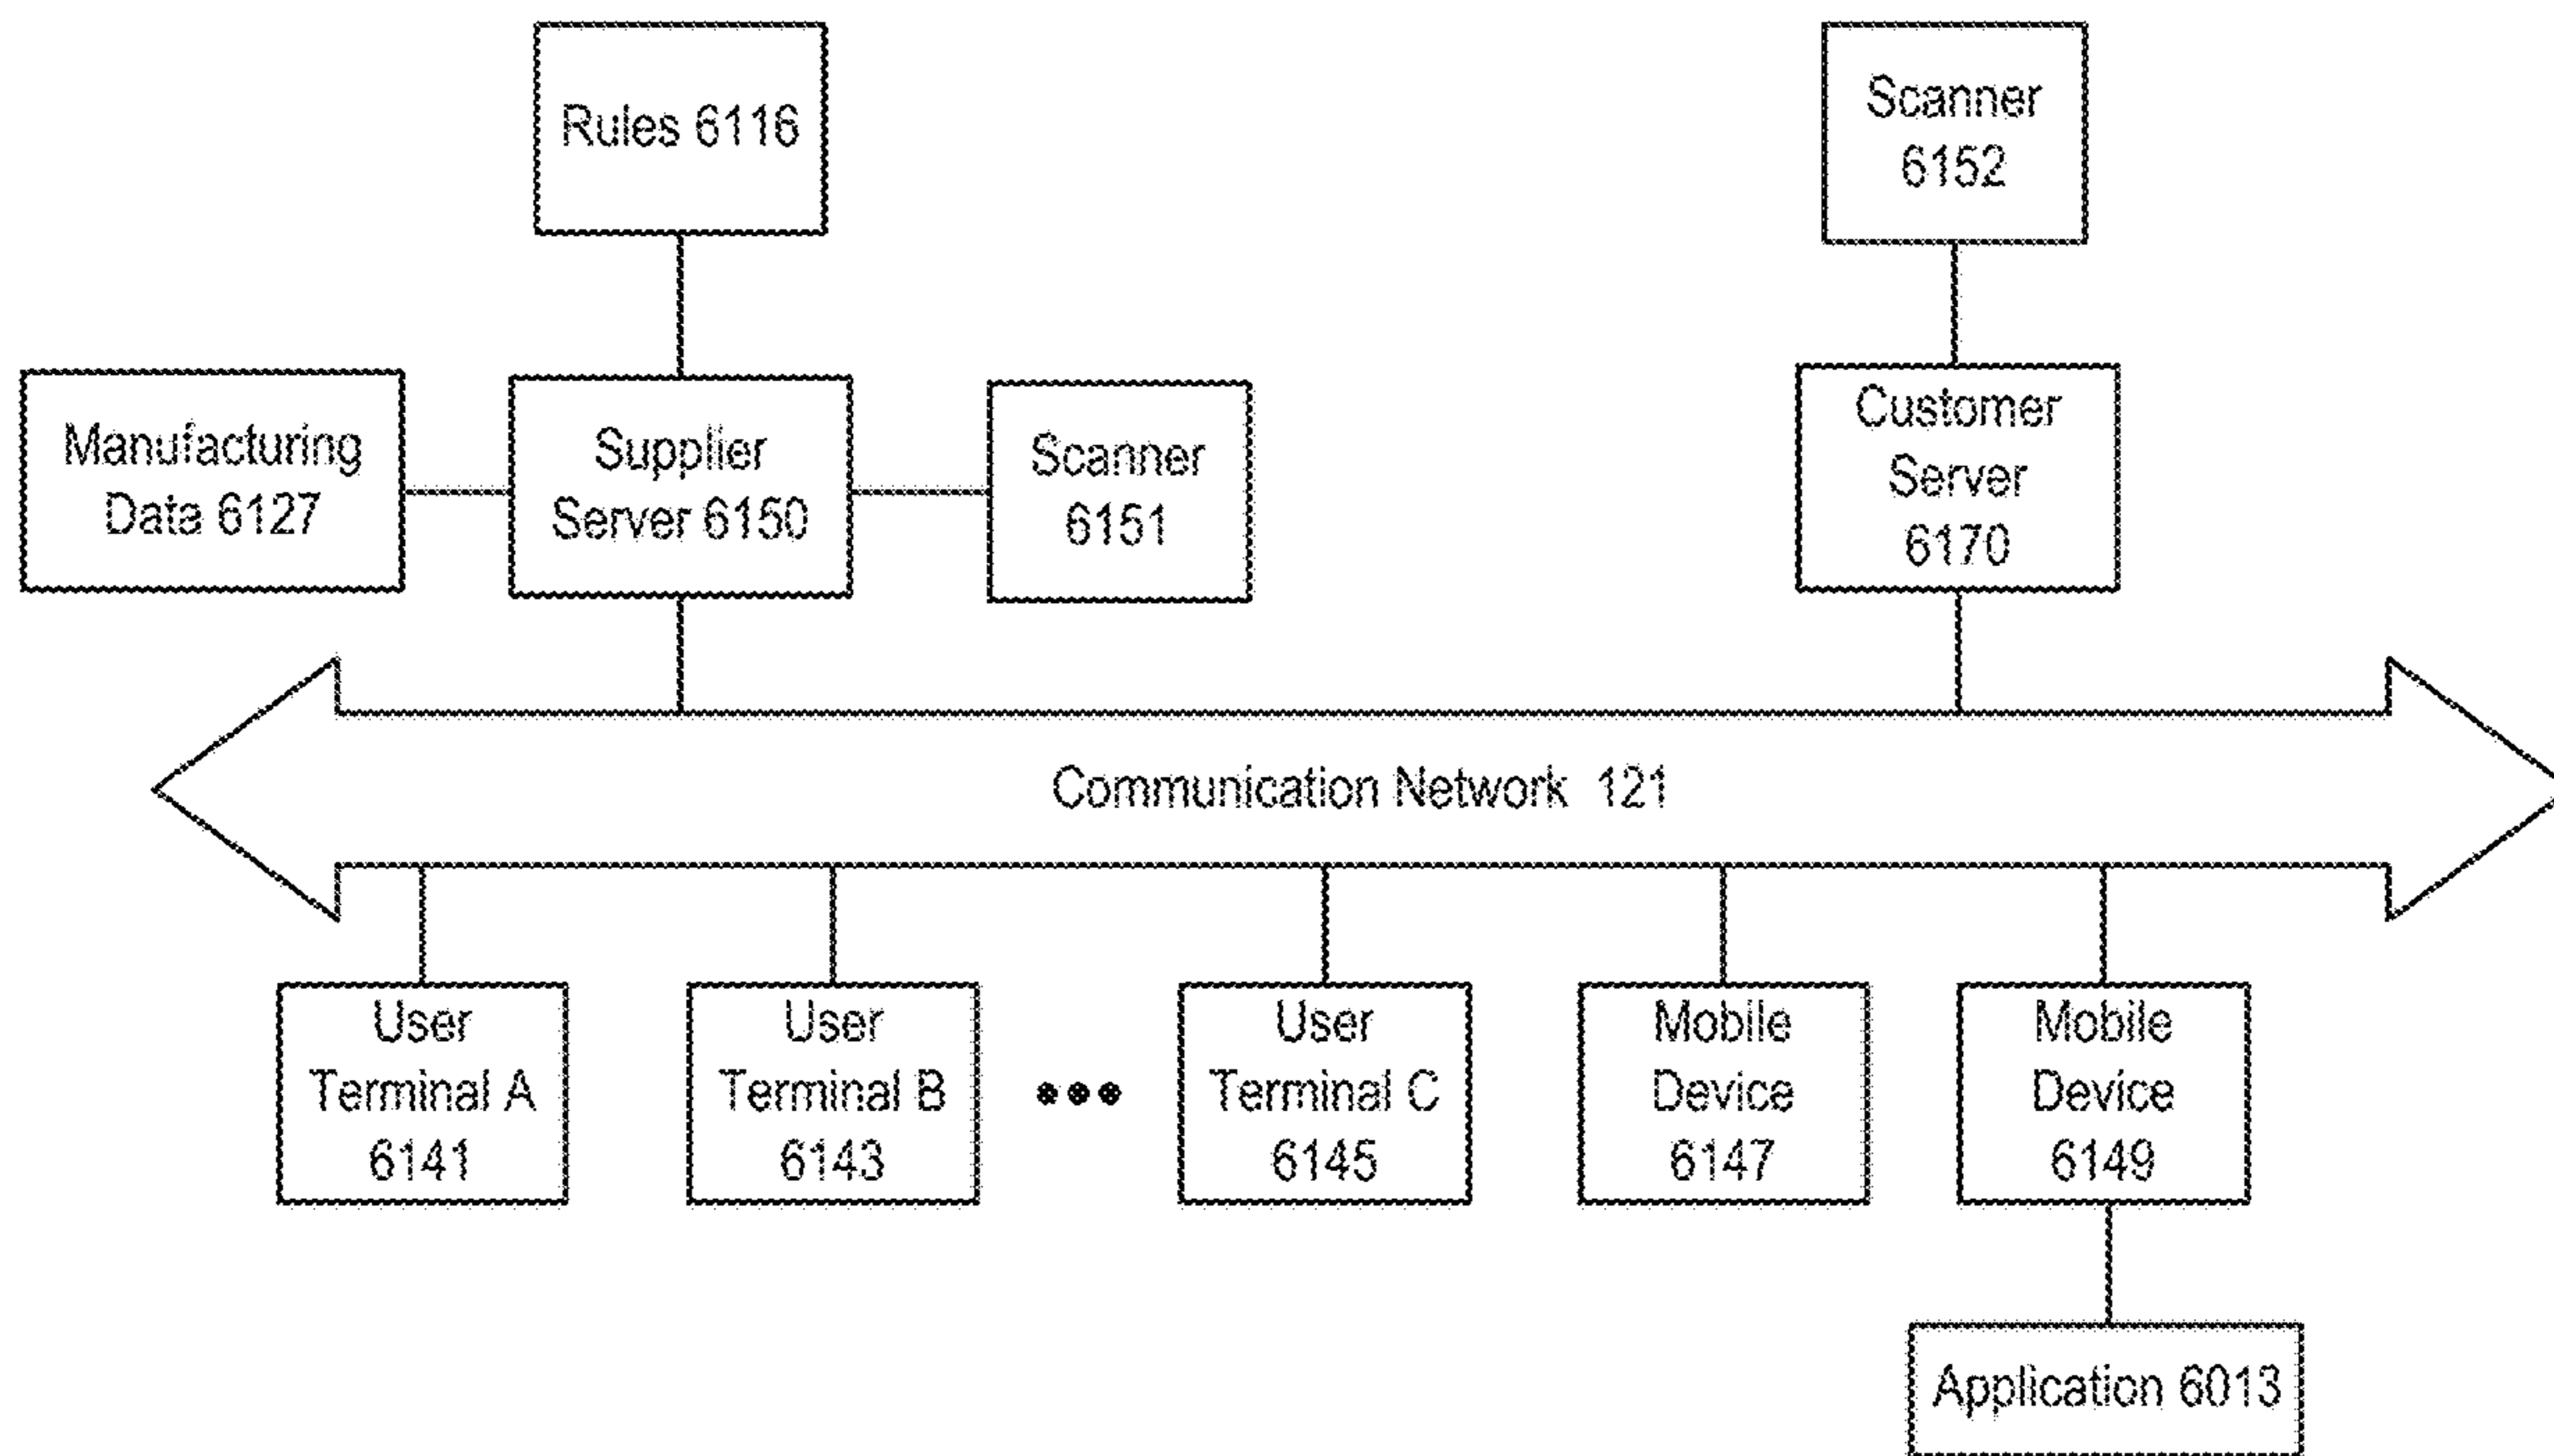 Rules 6116
Scanner
6152
Manufacturing
Data 6127
Supplier
Server 6150
Scanner
6151
Customer
Server
6170
Communication Network 121
User
Terminal A
6141
User
Terminal B
6143
User
Terminal C
6145
Mobile
Device
6147
Mobile
Device
6149
Application 6013